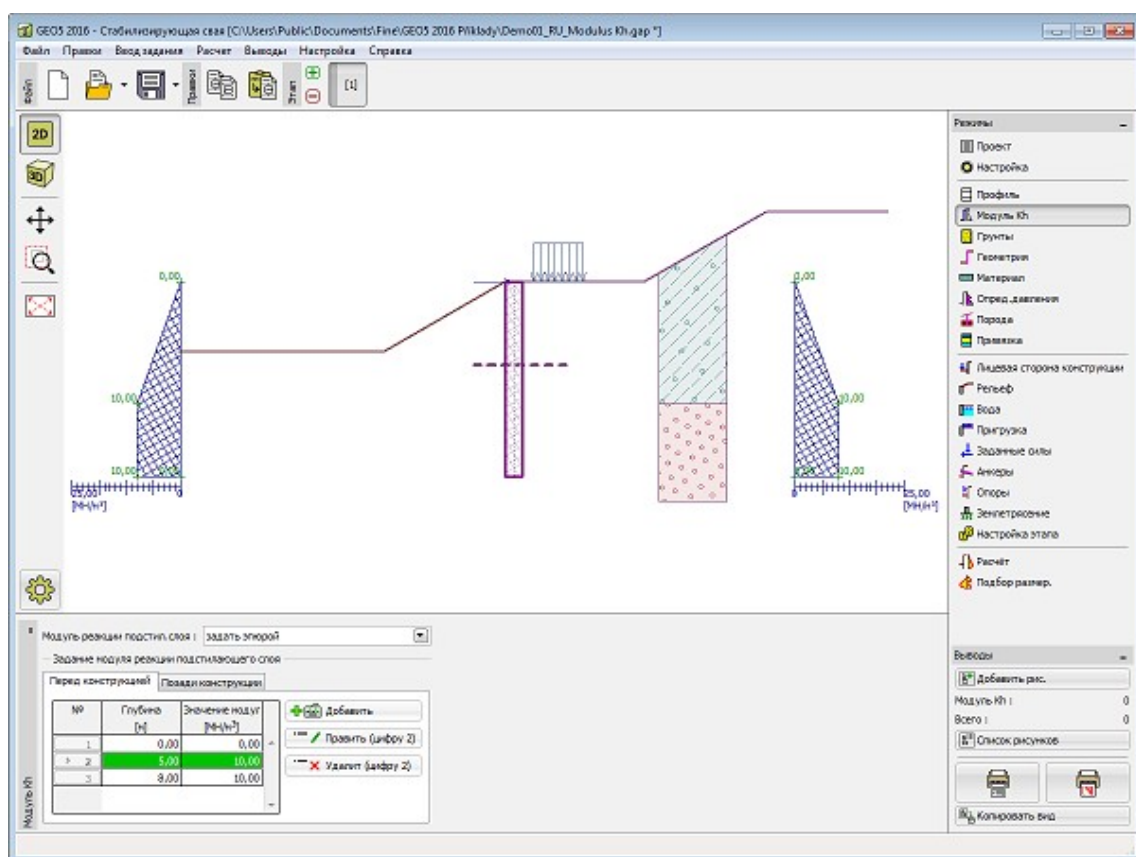 GEO5 2016 - Стабилизирующая свая [C:\Users\Public\Documents\Fine\GEO5 2016 Priklady\Demo01_RU_Modulus Kh.gap *]
Файл Правки Ввод задания Расчет Выводы Настройка Справка
Файл Правки Этап [1]
2D
3D
0,00
10,00
10,00
25,00 0
[МН/м³]
0,00
10,00
10,00
0 25,00
[МН/м³]
Режимы
Проект
Настройка
Профиль
Модуль Kh
Грунты
Геометрия
Материал
Опред.давления
Порода
Привязка
Лицевая сторона конструкции
Рельеф
Вода
Пригрузка
Заданные силы
Анкеры
Опоры
Землетрясение
Настройка этапа
Расчёт
Подбор размер.
Модуль Kh
Модуль реакции подстил.слоя : задать эпюрой
Задание модуля реакции подстилающего слоя
Перед конструкцией Позади конструкции
№ Глубина Значение модул
[м] [МН/м³]
1 0,00 0,00
2 5,00 10,00
3 8,00 10,00
Добавить
Править (цифру 2)
Удалит (цифру 2)
Выводы
Добавить рис.
Модуль Kh : 0
Всего : 0
Список рисунков
Копировать вид